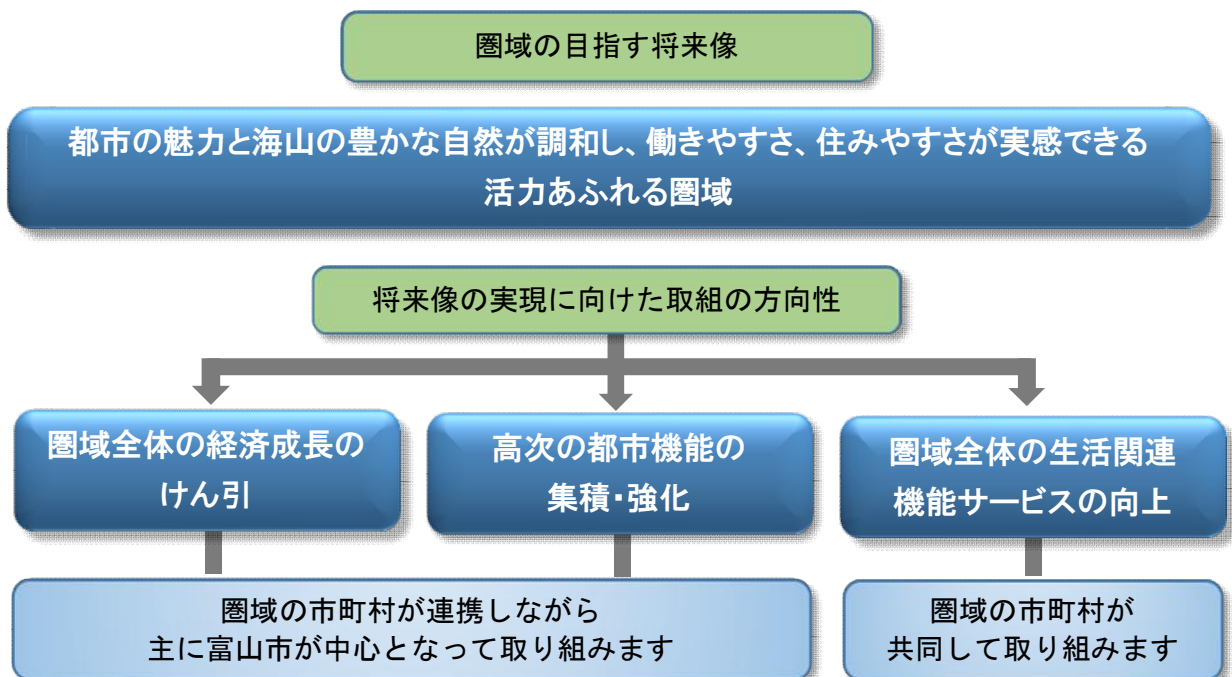 圏域の目指す将来像
都市の魅力と海山の豊かな自然が調和し、働きやすさ、住みやすさが実感できる
活力あふれる圏域
将来像の実現に向けた取組の方向性
圏域全体の経済成長の
けん引
高次の都市機能の
集積・強化
圏域全体の生活関連
機能サービスの向上
圏域の市町村が連携しながら
主に富山市が中心となって取り組みます
圏域の市町村が
共同して取り組みます